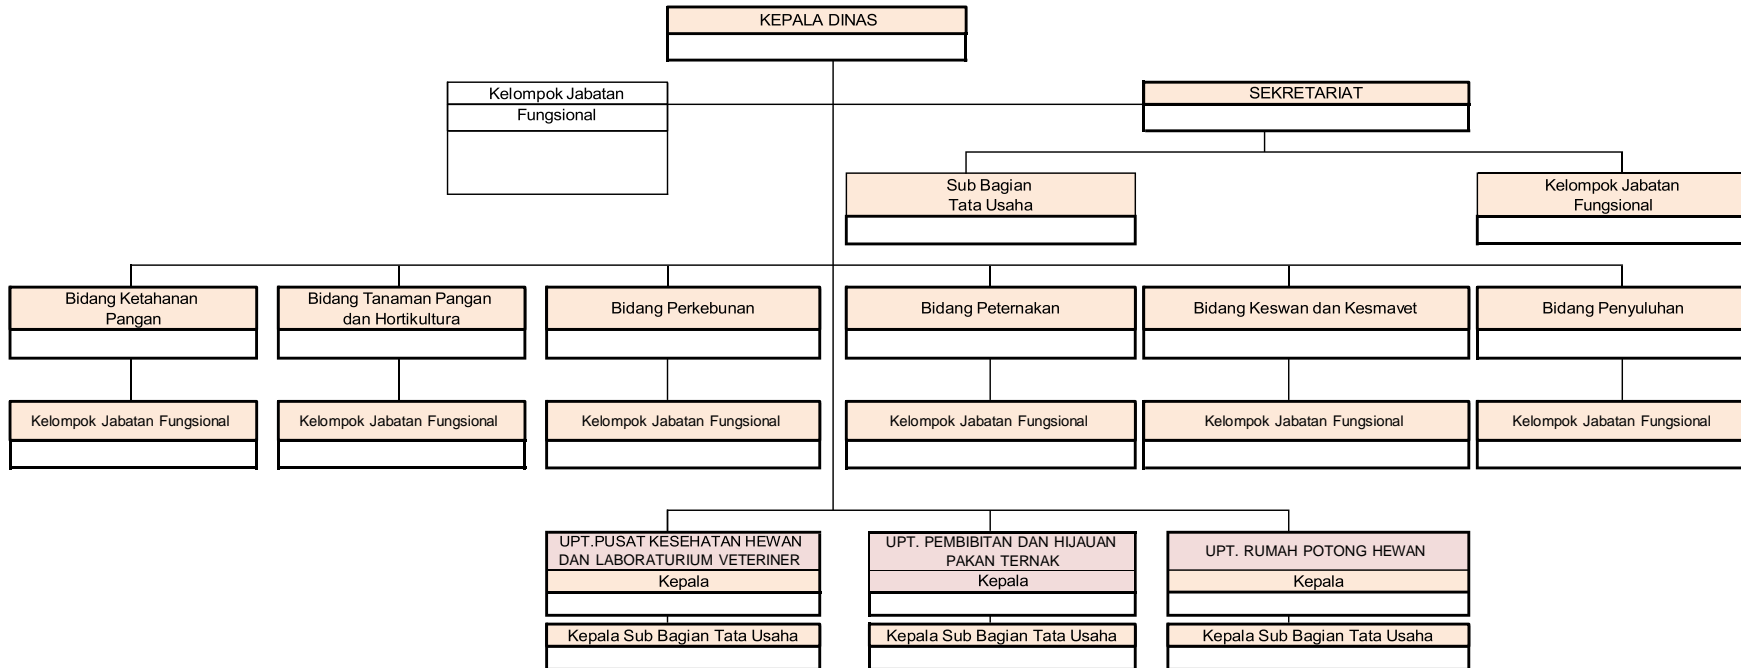 KEPALA DINAS
Kelompok Jabatan
Fungsional
SEKRETARIAT
Sub Bagian
Tata Usaha
Kelompok Jabatan
Fungsional
Bidang Ketahanan
Pangan
Bidang Tanaman Pangan
dan Hortikultura
Bidang Perkebunan
Bidang Peternakan
Bidang Keswan dan Kesmavet
Bidang Penyuluhan
Kelompok Jabatan Fungsional
Kelompok Jabatan Fungsional
Kelompok Jabatan Fungsional
Kelompok Jabatan Fungsional
Kelompok Jabatan Fungsional
Kelompok Jabatan Fungsional
UPT.PUSAT KESEHATAN HEWAN
DAN LABORATURIUM VETERINER
Kepala
Kepala Sub Bagian Tata Usaha
UPT. PEMBIBITAN DAN HIJAUAN
PAKAN TERNAK
Kepala
Kepala Sub Bagian Tata Usaha
UPT. RUMAH POTONG HEWAN
Kepala
Kepala Sub Bagian Tata Usaha